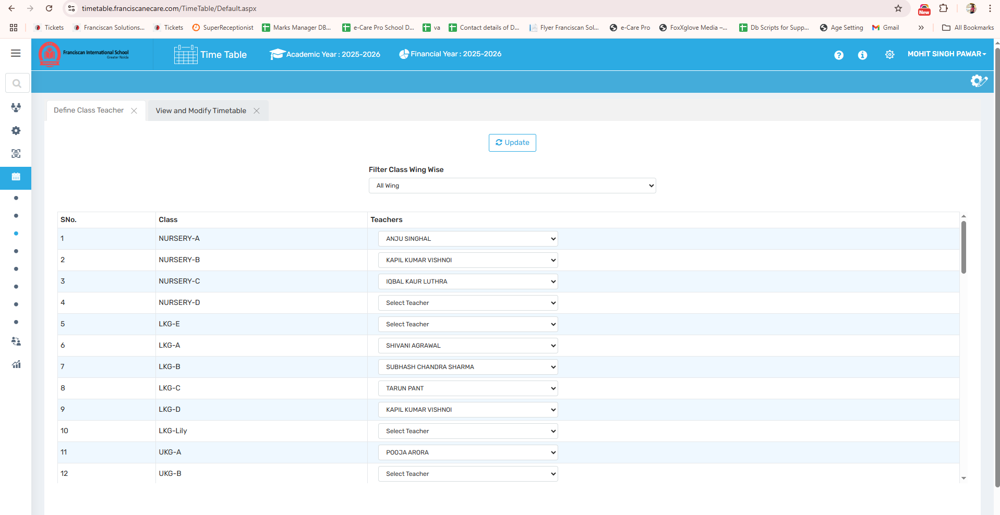 timetable.franciscanecare.com/TimeTable/Default.aspx
New
Tickets
Franciscan Solutions...
Tickets
SuperReceptionist
Marks Manager DB...
e-Care Pro School D...
va
Contact details of D...
Flyer Franciscan Sol...
e-Care Pro
FoxXglove Media –...
Db Scripts for Supp...
Age Setting
Gmail
All Bookmarks
Franciscan International School
Greater Noida
Time Table
Academic Year : 2025-2026
Financial Year : 2025-2026
MOHIT SINGH PAWAR
Define Class Teacher
View and Modify Timetable
Update
Filter Class Wing Wise
All Wing
SNo. Class Teachers
1 NURSERY-A ANJU SINGHAL
2 NURSERY-B KAPIL KUMAR VISHNOI
3 NURSERY-C IQBAL KAUR LUTHRA
4 NURSERY-D Select Teacher
5 LKG-E Select Teacher
6 LKG-A SHIVANI AGRAWAL
7 LKG-B SUBHASH CHANDRA SHARMA
8 LKG-C TARUN PANT
9 LKG-D KAPIL KUMAR VISHNOI
10 LKG-Lily Select Teacher
11 UKG-A POOJA ARORA
12 UKG-B Select Teacher